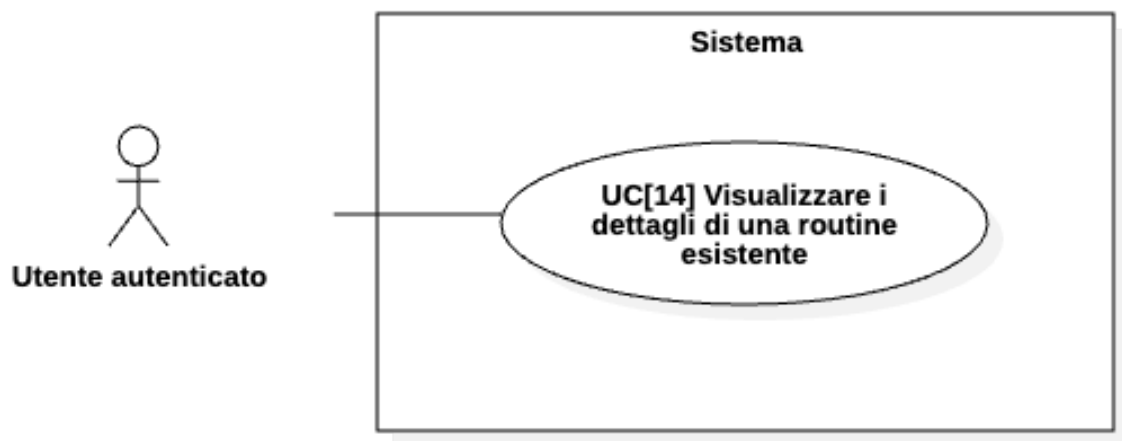 Sistema
UC[14] Visualizzare i
dettagli di una routine
esistente
Utente autenticato